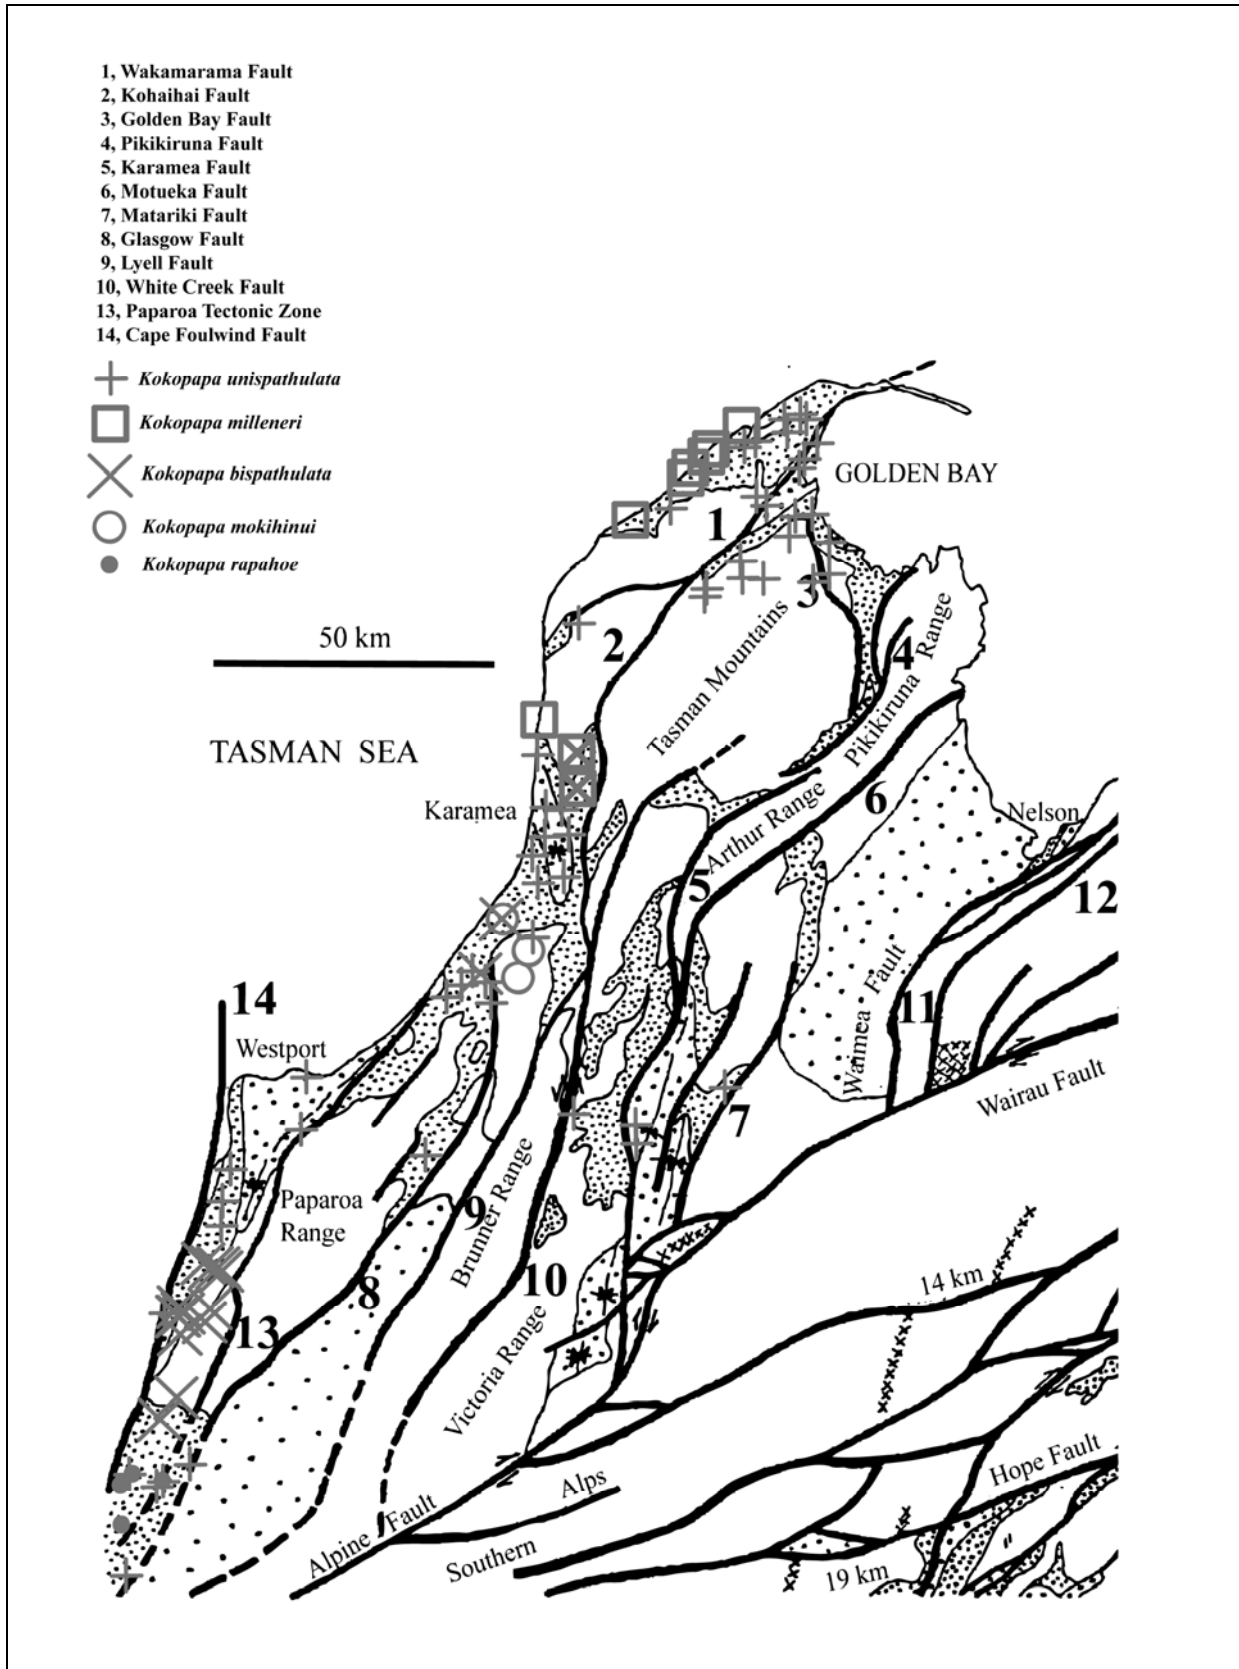 1, Wakamarama Fault
2, Kohaihai Fault
3, Golden Bay Fault
4, Pikikiruna Fault
5, Karamea Fault
6, Motueka Fault
7, Matariki Fault
8, Glasgow Fault
9, Lyell Fault
10, White Creek Fault
13, Paparoa Tectonic Zone
14, Cape Foulwind Fault
Kokopapa unispathulata
Kokopapa milleneri
Kokopapa bispathulata
Kokopapa mokihinui
Kokopapa rapahoe
GOLDEN BAY
1
3
50 km
2
4
Tasman Mountains
Pikikiruna Range
TASMAN SEA
Karamea
6
Nelson
Arthur Range
5
12
14
Waimea Fault
11
Westport
Wairau Fault
7
Paparoa
Range
9
Brunner Range
10
8
14 km
13
Victoria Range
Hope Fault
Alps
Alpine Fault
Southern
19 km